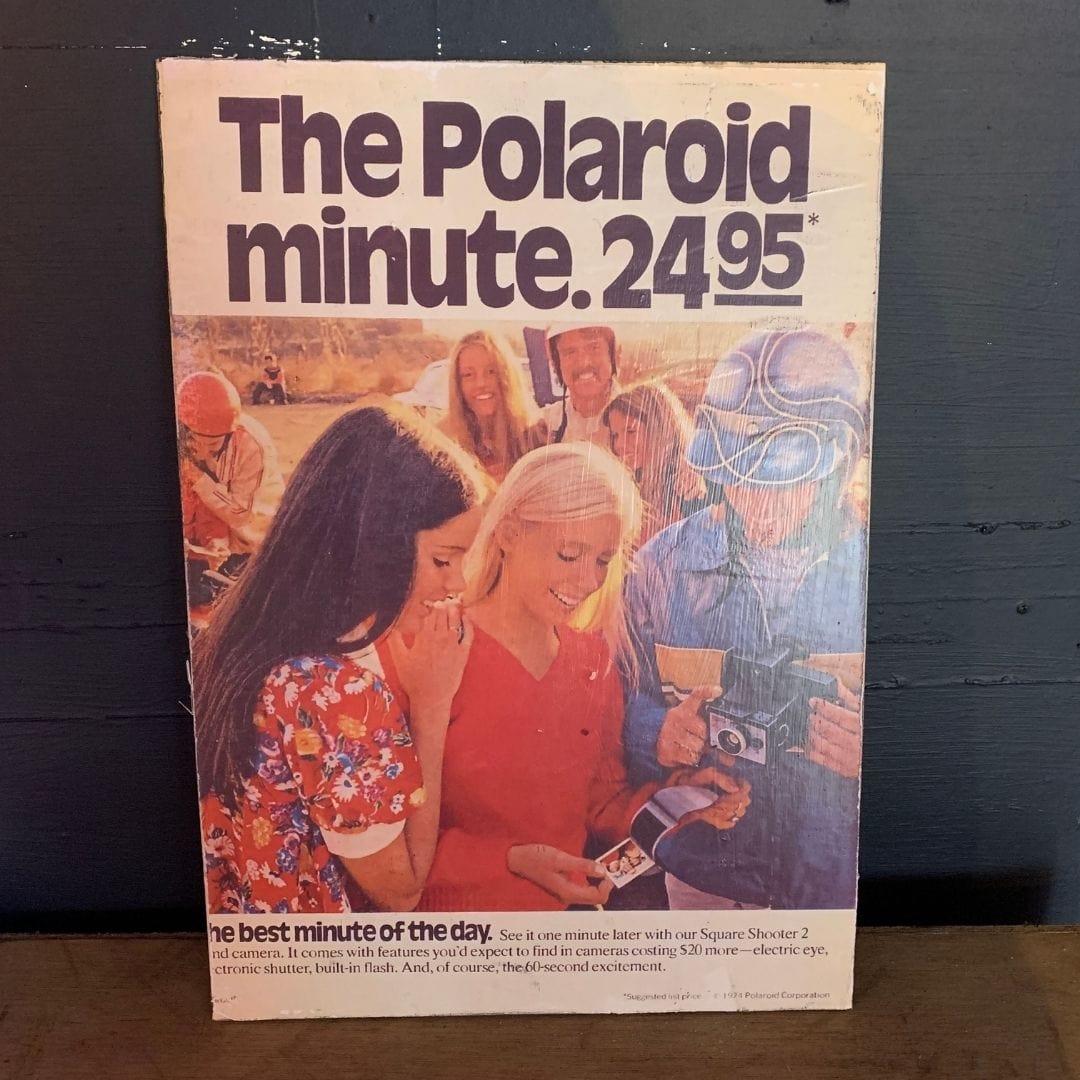 The Polaroid
minute. 24 95*
he best minute of the day. See it one minute later with our Square Shooter 2
nd camera. It comes with features you'd expect to find in cameras costing $20 more—electric eye,
ctronic shutter, built-in flash. And, of course, the 60-second excitement.
*Suggested list price © 1974 Polaroid Corporation